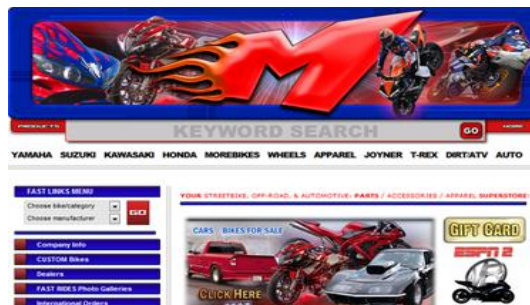 M
PRODUCTS
KEYWORD SEARCH
GO
HOME
YAMAHA SUZUKI KAWASAKI HONDA MOREBIKES WHEELS APPAREL JOYNER T-REX DIRT/ATV AUTO
FAST LINKS MENU
Choose bike/category
Choose manufacturer
GO
YOUR STREETBIKE, OFF-ROAD, & AUTOMOTIVE: PARTS / ACCESSORIES / APPAREL SUPERSTORE!
CARS - BIKES FOR SALE
CLICK HERE
GIFT CARD
ESPN 2
Company Info
CUSTOM Bikes
Dealers
FAST RIDES Photo Galleries
International Orders